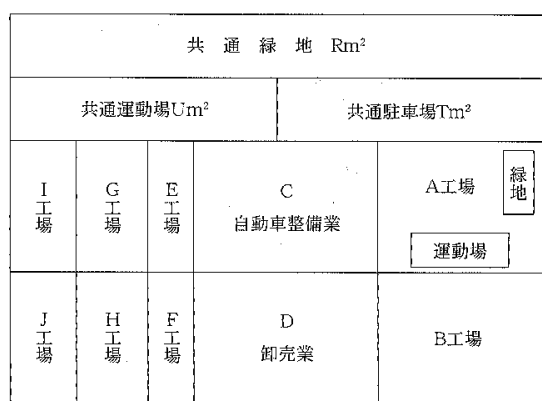 共通緑地 Rm²
共通運動場Um²
共通駐車場Tm²
I工場
G工場
E工場
C
自動車整備業
A工場
緑地
運動場
J工場
H工場
F工場
D
卸売業
B工場